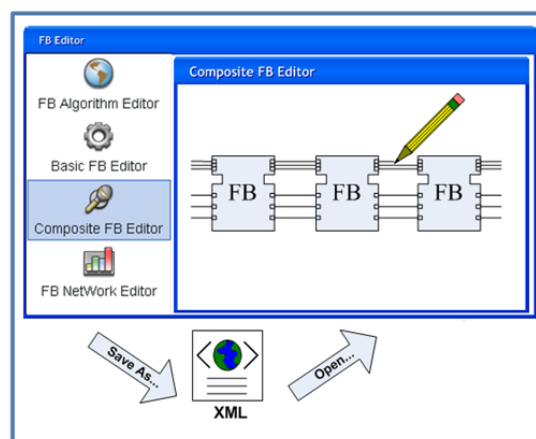 FB Editor
FB Algorithm Editor
Basic FB Editor
Composite FB Editor
FB NetWork Editor
Composite FB Editor
FB
FB
FB
Save As...
Open...
XML